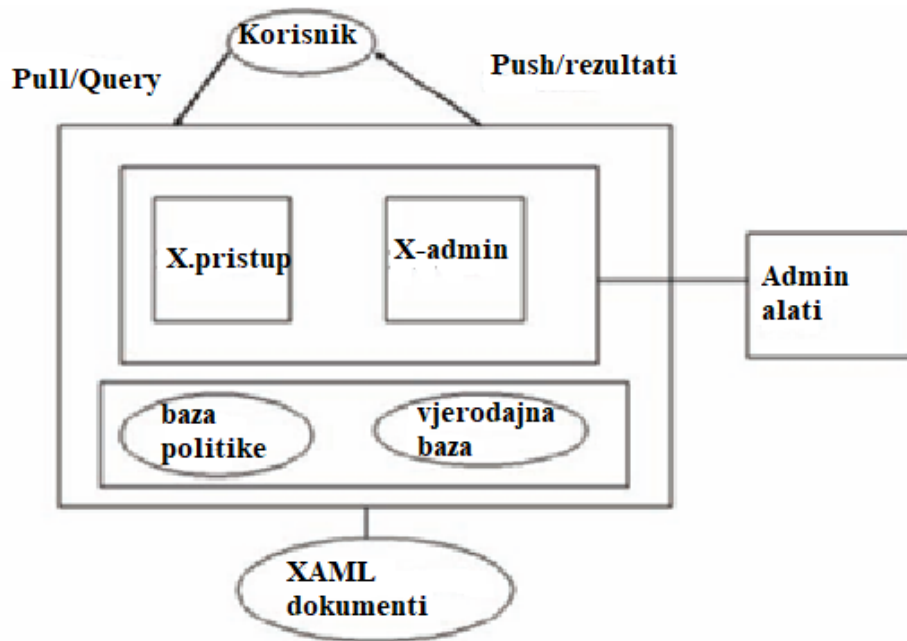 Korisnik
Pull/Query
Push/rezultati
X.pristup
X-admin
Admin
alati
baza
politike
vjerodajna
baza
XAML
dokumenti